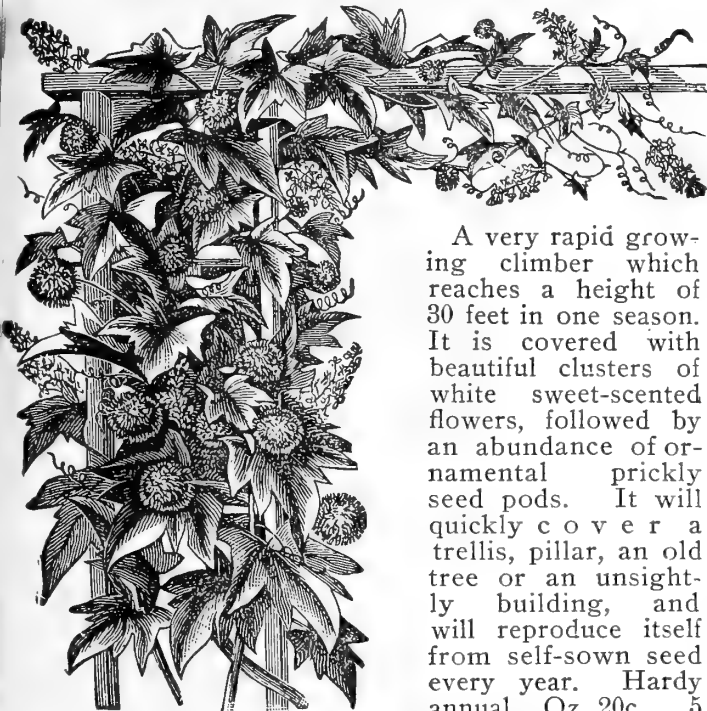 A very rapid grow-
ing climber which
reaches a height of
30 feet in one season.
It is covered with
beautiful clusters of
white sweet-scented
flowers, followed by
an abundance of or-
namental prickly
seed pods. It will
quickly c o v e r a
trellis, pillar, an old
tree or an unsight-
ly building, and
will reproduce itself
from self-sown seed
every year. Hardy
annual. Oz. 20c. 5